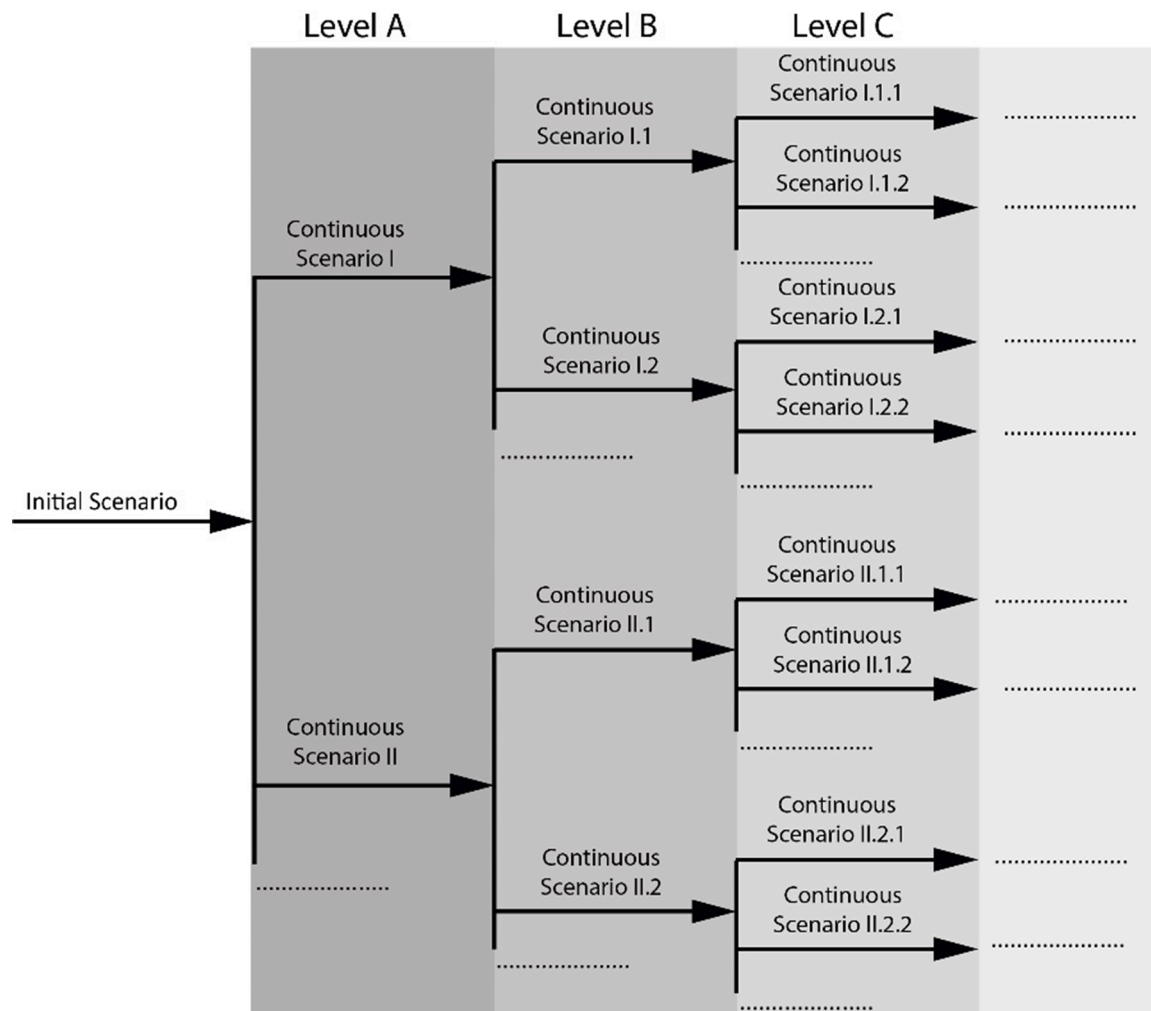 Level A
Level B
Level C
Initial Scenario
Continuous
Scenario I
Continuous
Scenario II
.....................
Continuous
Scenario I.1
Continuous
Scenario I.2
.....................
Continuous
Scenario II.1
Continuous
Scenario II.2
.....................
Continuous
Scenario I.1.1
.....................
Continuous
Scenario I.1.2
.....................
.....................
Continuous
Scenario I.2.1
.....................
Continuous
Scenario I.2.2
.....................
.....................
Continuous
Scenario II.1.1
.....................
Continuous
Scenario II.1.2
.....................
.....................
Continuous
Scenario II.2.1
.....................
Continuous
Scenario II.2.2
.....................
.....................